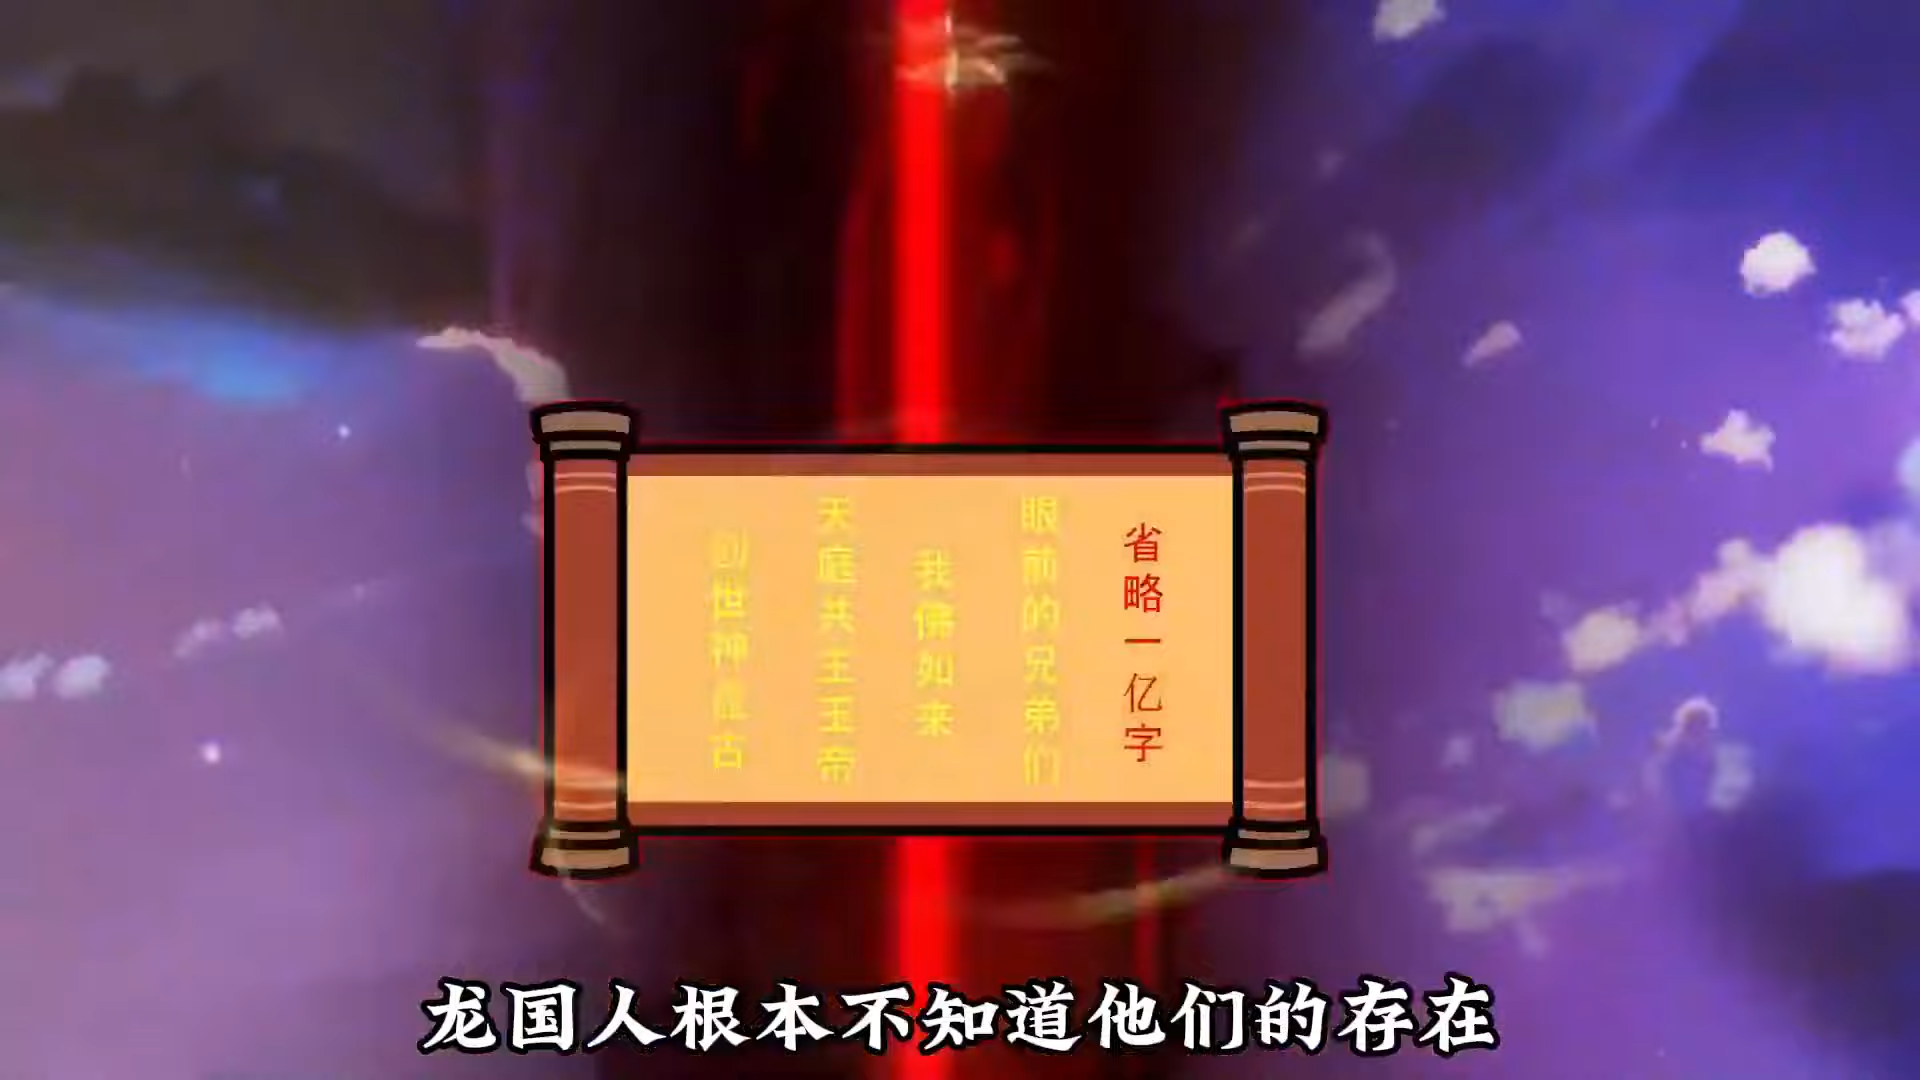 创世神盘古
天庭共主玉帝
我佛如来
眼前的兄弟们
省略一亿字
龙国人根本不知道他们的存在